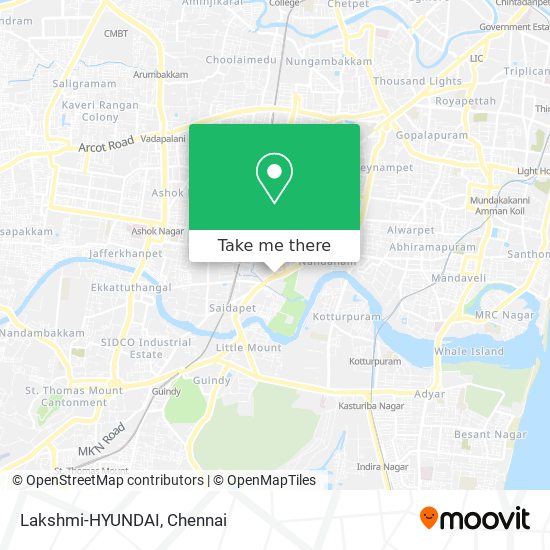 Aminjikarai
College
Chetpet
Chintadaripet
CMBT
Government Estate
Choolaimedu
Nungambakkam
LIC
Arumbakkam
Thousand Lights
Triplican
Saligramam
Royapettah
Kaveri Rangan
Colony
Vadapalani
Gopalapuram
Arcot Road
Light Ho
Ashok
eynampet
Mundakakanni
Amman Koil
Ashok Nagar
Alwarpet
sapakkam
Take me there
Abhiramapuram
Jafferkhanpet
Nandanam
Santhom
Mandaveli
Ekkattuthangal
Saidapet
Kotturpuram
MRC Nagar
Nandambakkam
SIDCO Industrial
Estate
Little Mount
Whale Island
Kotturpuram
Guindy
St. Thomas Mount
Cantonment
Guindy
Adyar
Kasturiba Nagar
MKN Road
Besant Nagar
St. Thomas Mount
Indira Nagar
© OpenStreetMap contributors | © OpenMapTiles
Lakshmi-HYUNDAI, Chennai
moovit